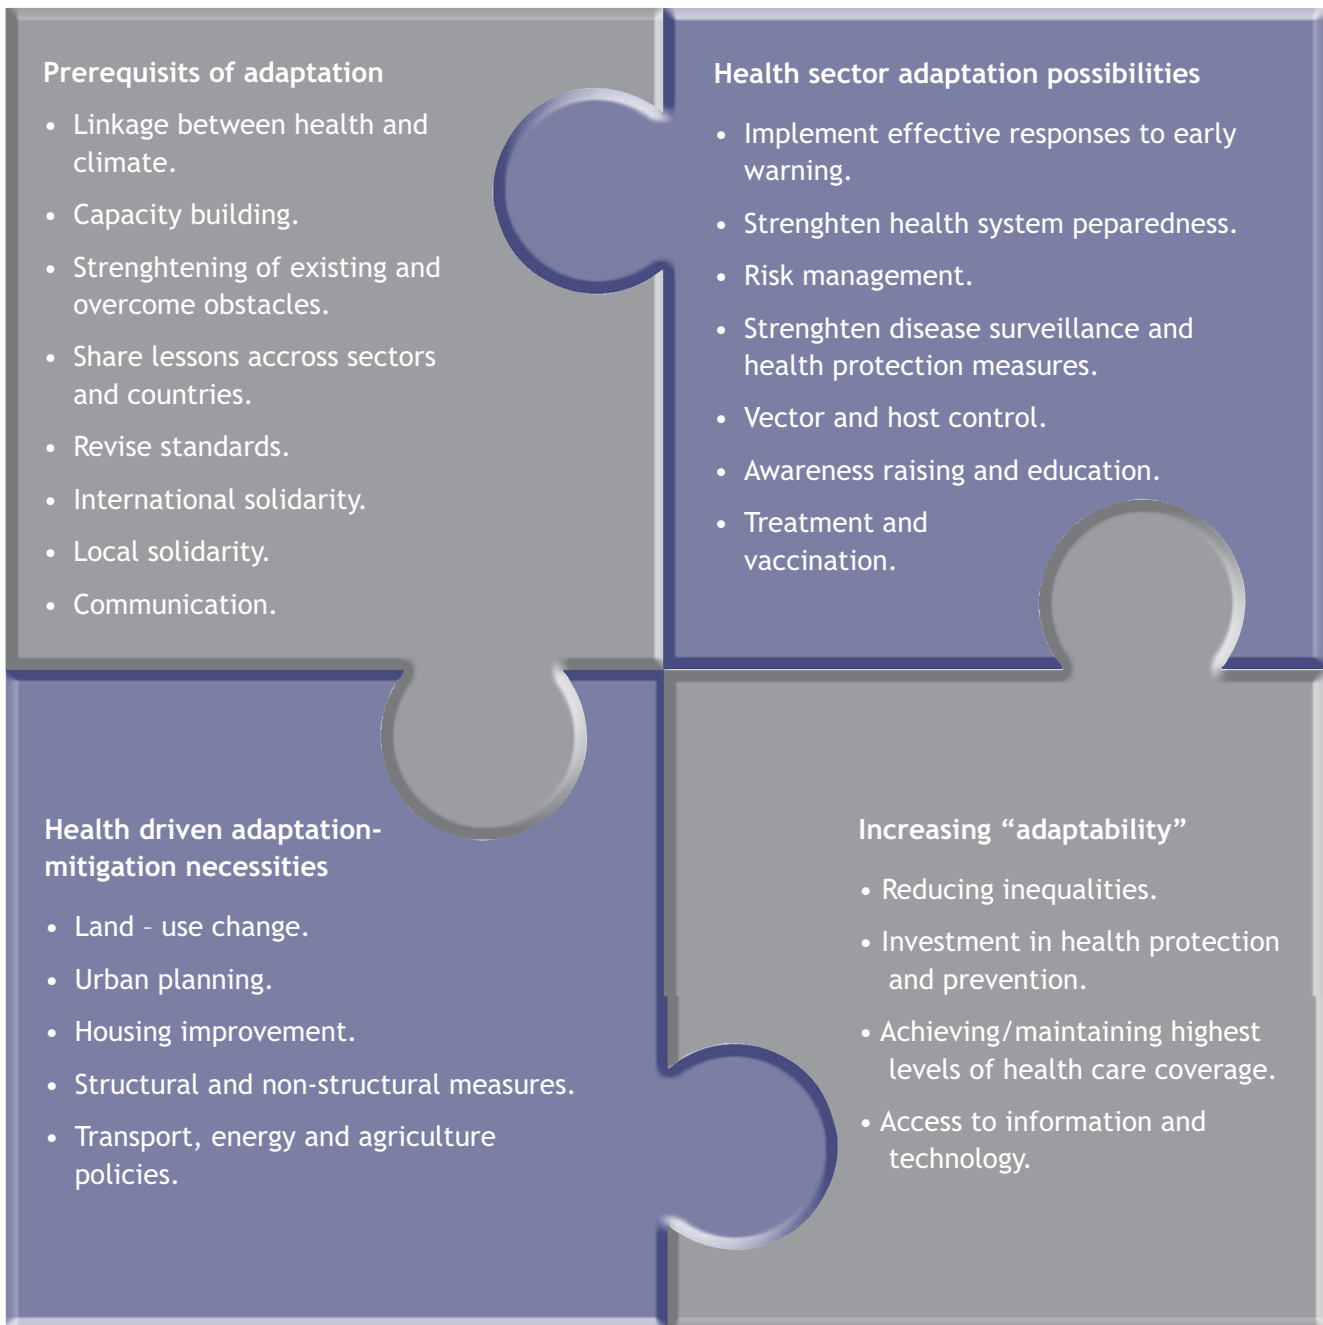 Prerequisits of adaptation
• Linkage between health and
climate.
• Capacity building.
• Strenghtening of existing and
overcome obstacles.
• Share lessons accross sectors
and countries.
• Revise standards.
• International solidarity.
• Local solidarity.
• Communication.
Health sector adaptation possibilities
• Implement effective responses to early
warning.
• Strenghten health system peparedness.
• Risk management.
• Strenghten disease surveillance and
health protection measures.
• Vector and host control.
• Awareness raising and education.
• Treatment and
vaccination.
Health driven adaptation-
mitigation necessities
• Land – use change.
• Urban planning.
• Housing improvement.
• Structural and non-structural measures.
• Transport, energy and agriculture
policies.
Increasing “adaptability”
• Reducing inequalities.
• Investment in health protection
and prevention.
• Achieving/maintaining highest
levels of health care coverage.
• Access to information and
technology.